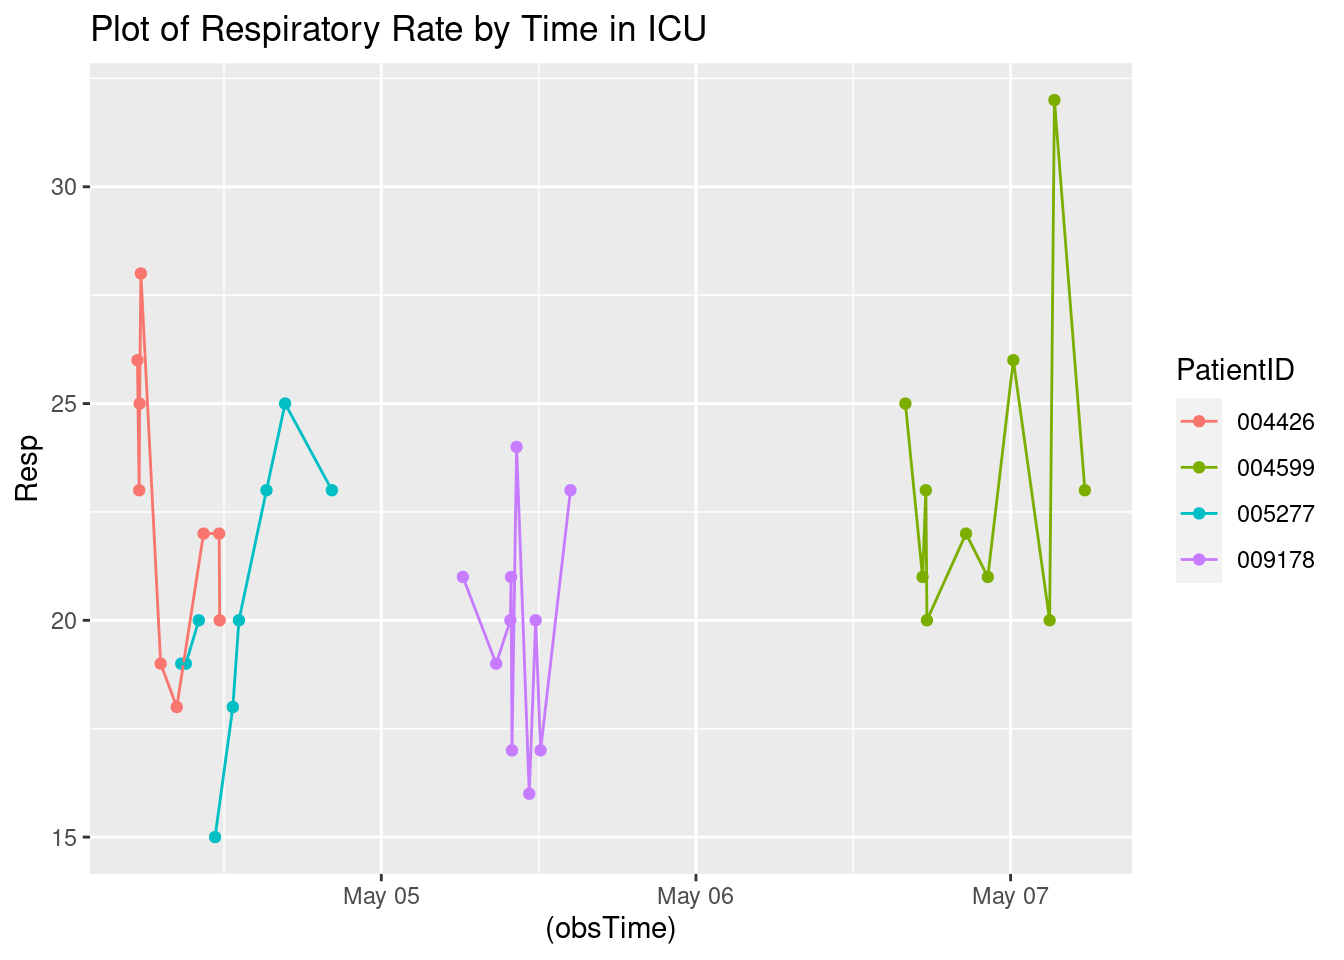 Plot of Respiratory Rate by Time in ICU
30
25
20
15
Resp
May 05
May 06
May 07
(obsTime)
PatientID
004426
004599
005277
009178